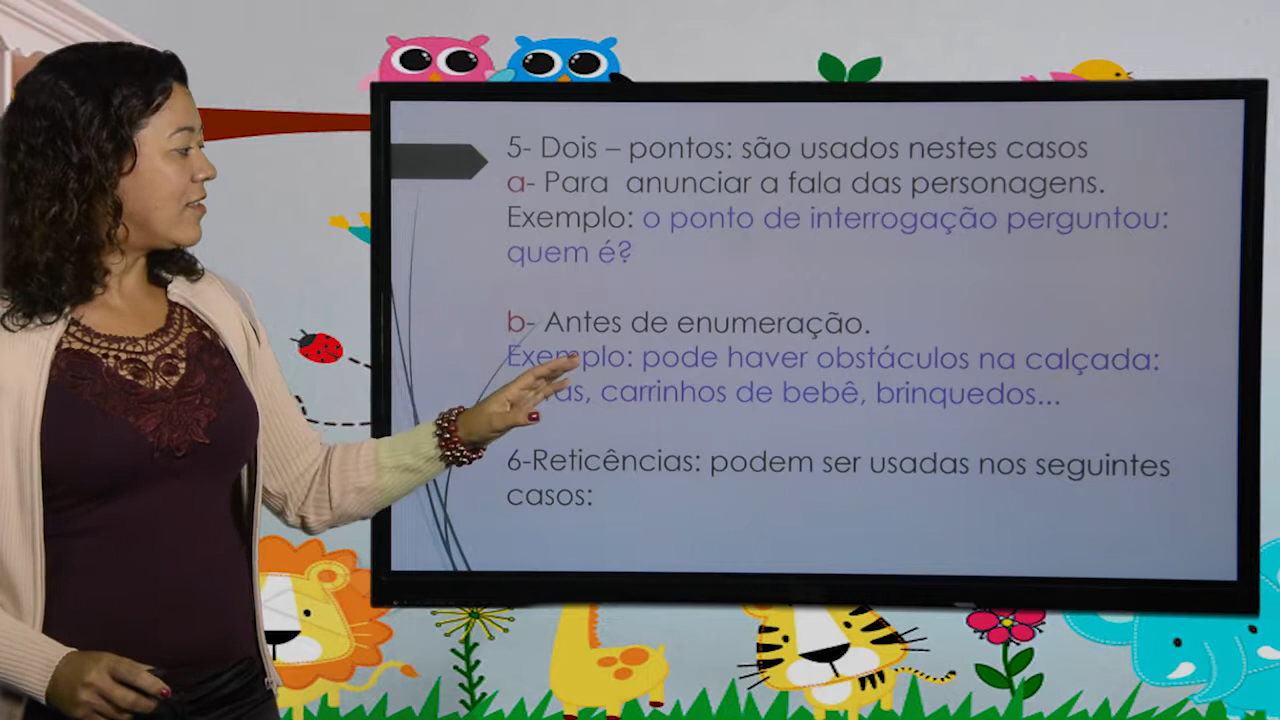 5- Dois – pontos: são usados nestes casos
a- Para anunciar a fala das personagens.
Exemplo: o ponto de interrogação perguntou:
quem é?
b- Antes de enumeração.
Exemplo: pode haver obstáculos na calçada:
carrinhos de bebê, brinquedos...
6-Reticências: podem ser usadas nos seguintes
casos: